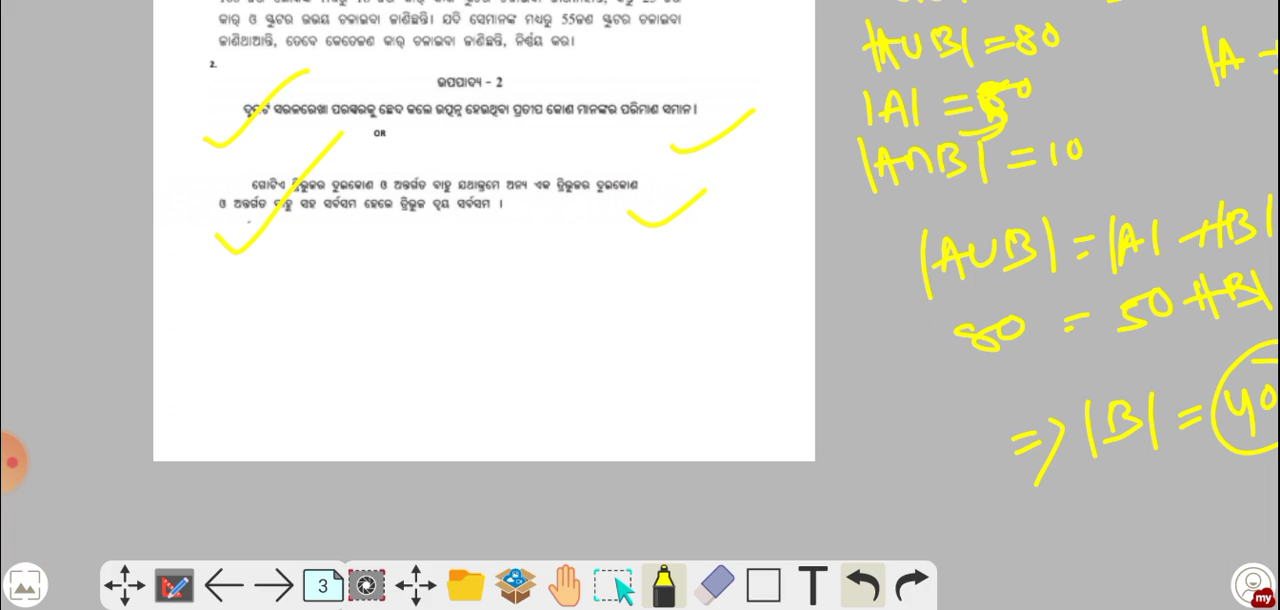 କାର୍ ଓ ସ୍କୁଟର ଉଭୟ ଚଳାଇବା ଜାଣିଛନ୍ତି। ଯଦି ସେମାନଙ୍କ ମଧ୍ୟରୁ 55ଜଣ ସ୍କୁଟର ଚଳାଇବା
ଜାଣିଥାଆନ୍ତି, ତେବେ କେତେଜଣ କାର୍ ଚଳାଇବା ଜାଣିଛନ୍ତି, ନିର୍ଣ୍ଣୟ କର।
2.
ଉପପାଦ୍ୟ - 2
ସରଳରେଖା ପରସ୍ପରକୁ ଛେଦ କଲେ ଉତ୍ପନ୍ନ ହେଉଥିବା ପ୍ରତୀପ କୋଣ ମାନଙ୍କର ପରିମାଣ ସମାନ।
OR
ଗୋଟିଏ ତ୍ରିଭୁଜର ଦୁଇକୋଣ ଓ ଅନ୍ତର୍ଗତ ବାହୁ ଯଥାକ୍ରମେ ଅନ୍ୟ ଏକ ତ୍ରିଭୁଜର ଦୁଇକୋଣ
ଓ ଅନ୍ତର୍ଗତ ବାହୁ ସହ ସର୍ବସମ ହେଲେ ତ୍ରିଭୁଜ ଦ୍ୱୟ ସର୍ବସମ ।
|A∪B| = 80
|A| = 50
|A∩B| = 10
|A∪B| = |A| + |B|
80 = 50 + |B|
=> |B| = 40
|A -
3
T
my